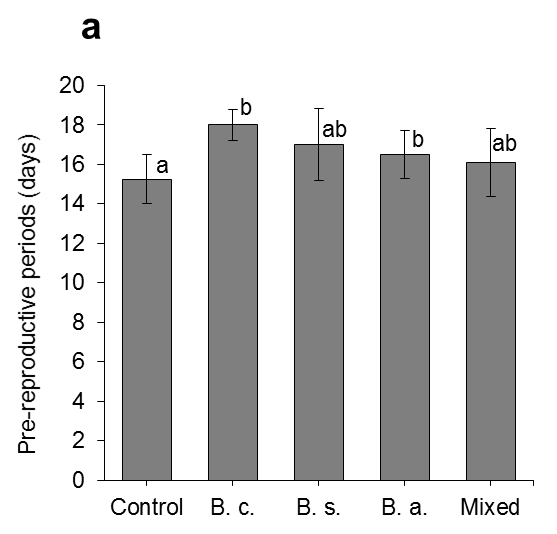 a
Pre-reproductive periods (days)
20
18
16
14
12
10
8
6
4
2
0
a
b
ab
b
ab
Control
B. c.
B. s.
B. a.
Mixed